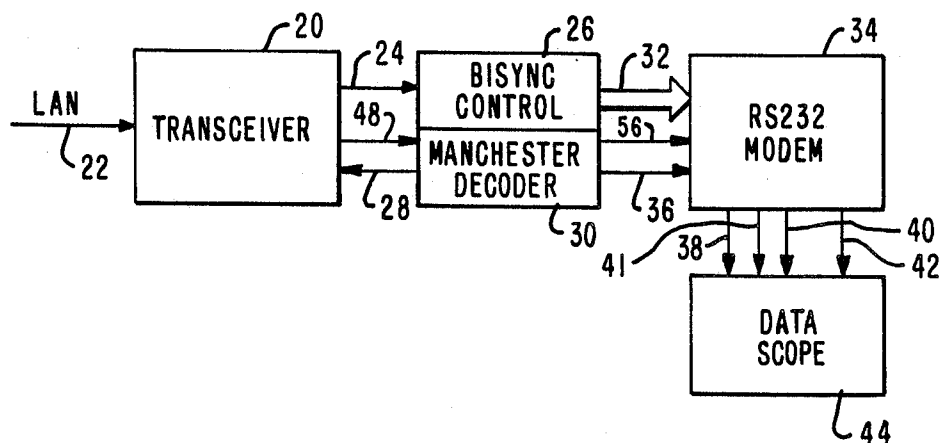 20
24
26
32
34
LAN
22
TRANSCEIVER
48
28
BISYNC
CONTROL
MANCHESTER
DECODER
30
56
36
RS232
MODEM
41
38
40
42
DATA
SCOPE
44